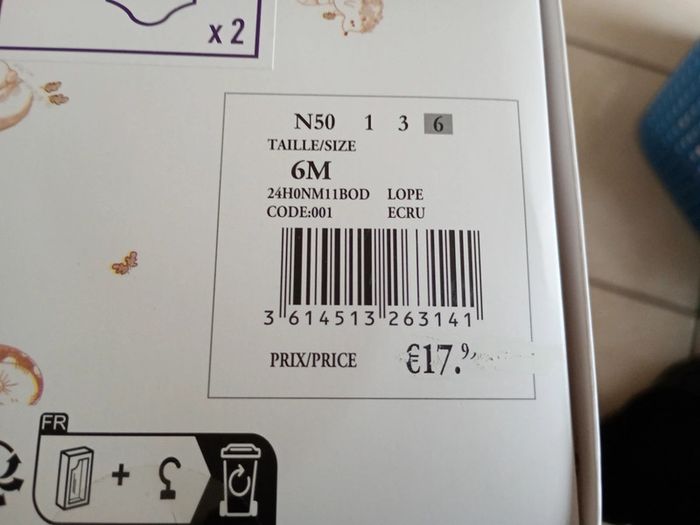 x 2
N50 1 3 6
TAILLE/SIZE
6M
24H0NM11BOD LOPE
CODE:001 ECRU
3 614513 263141
PRIX/PRICE €17.9
FR
+